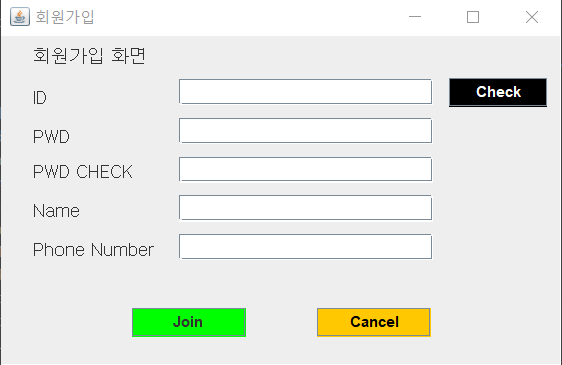 회원가입
회원가입 화면
ID
Check
PWD
PWD CHECK
Name
Phone Number
Join
Cancel